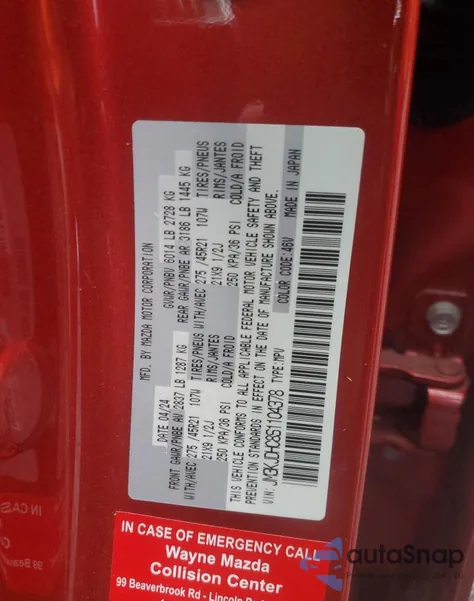 MFD. BY MAZDA MOTOR CORPORATION
DATE 04/24 GVWR/PNBV 6014 LB 2728 KG
FRONT GAWR/PNBE AV 2837 LB 1287 KG REAR GAWR/PNBE AR 3186 LB 1445 KG
WITH/AVEC 275 /45R21 107W TIRES/PNEUS WITH/AVEC 275 /45R21 107W TIRES/PNEUS
21X9 1/2J RIMS/JANTES 21X9 1/2J RIMS/JANTES
250 KPA/36 PSI COLD/A FROID 250 KPA/36 PSI COLD/A FROID
THIS VEHICLE CONFORMS TO ALL APPLICABLE FEDERAL MOTOR VEHICLE SAFETY AND THEFT
PREVENTION STANDARDS IN EFFECT ON THE DATE OF MANUFACTURE SHOWN ABOVE.
VIN: JM3KJDHC8S1104378 TYPE:MPV COLOR CODE:46V MADE IN JAPAN
IN CASE OF EMERGENCY CALL
Wayne Mazda
Collision Center
99 Beaverbrook Rd - Lincoln
autoSnap
IN CAS
99 Beav